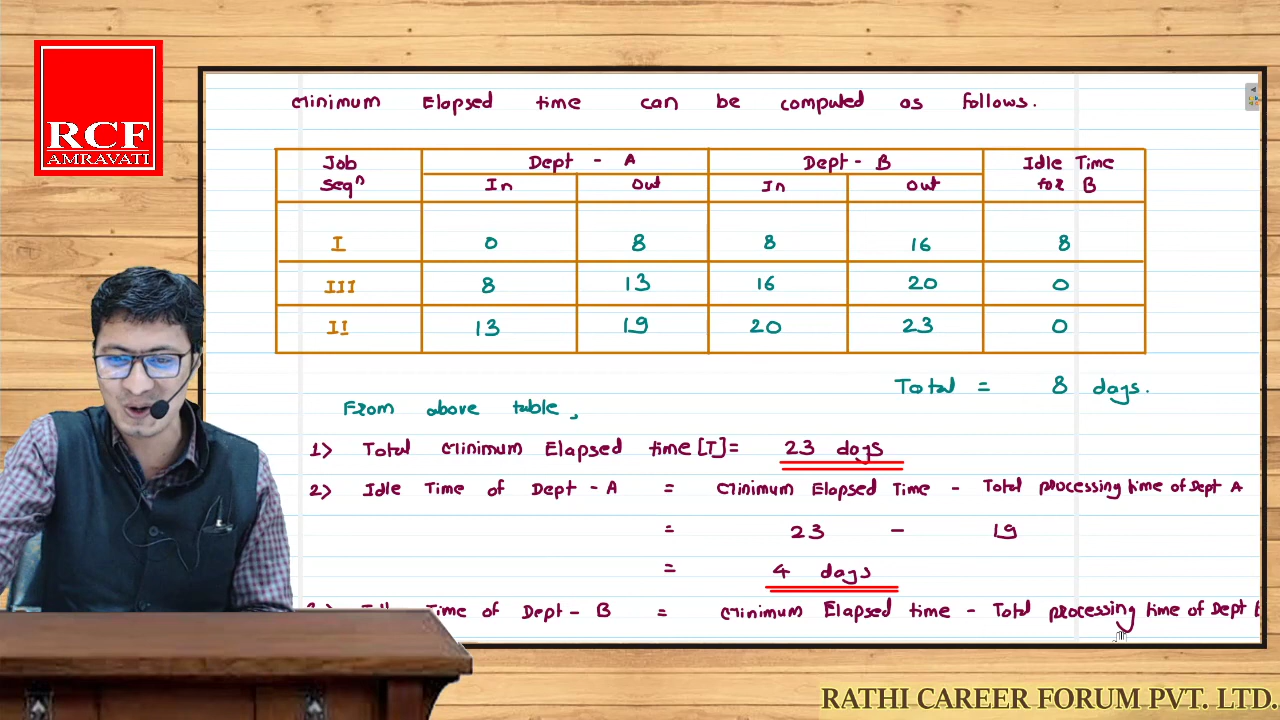 RCF
AMRAVATI
Minimum Elapsed time can be computed as follows.
Job Seqⁿ | Dept - A | Dept - B | Idle Time for B
In | Out | In | Out
I | 0 | 8 | 8 | 16 | 8
III | 8 | 13 | 16 | 20 | 0
II | 13 | 19 | 20 | 23 | 0
Total = 8 days.
From above table,
1) Total Minimum Elapsed time [T] = 23 days
2) Idle Time of Dept - A = Minimum Elapsed Time - Total processing time of Dept A
= 23 - 19
= 4 days
Time of Dept - B = Minimum Elapsed time - Total processing time of Dept
RATHI CAREER FORUM PVT. LTD.